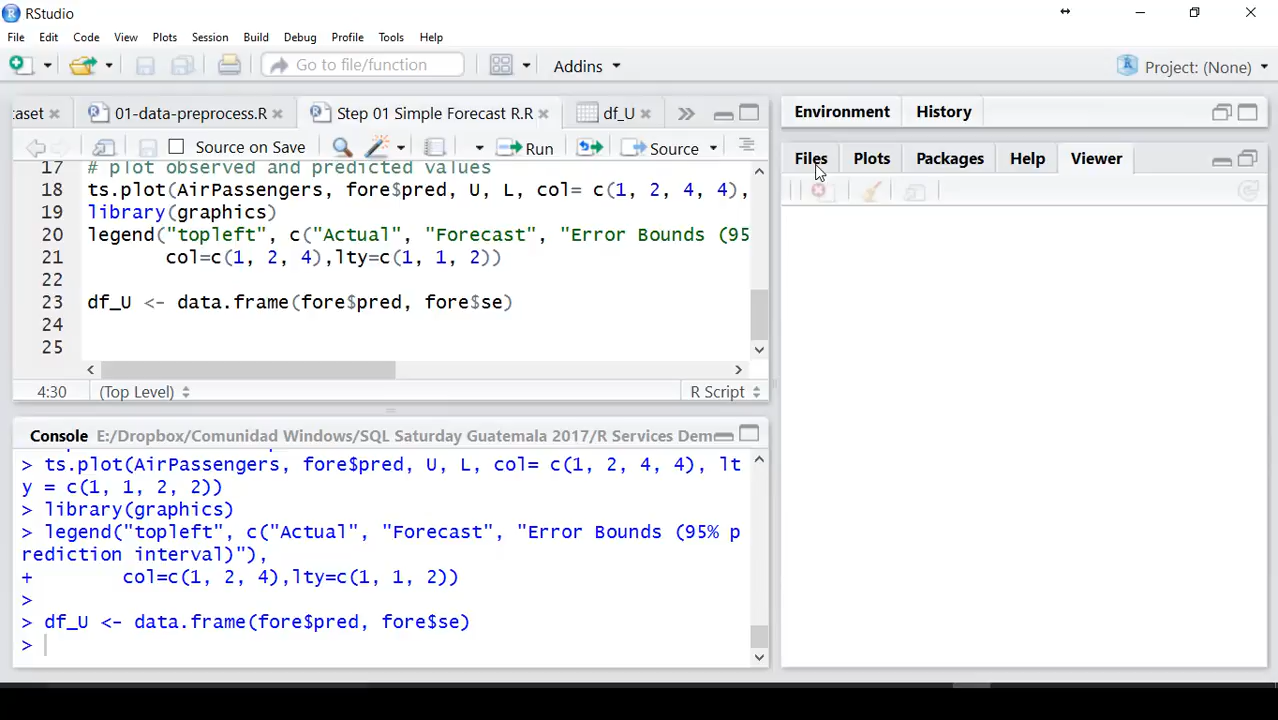 RStudio
File Edit Code View Plots Session Build Debug Profile Tools Help
Go to file/function Addins Project: (None)
aset 01-data-preprocess.R Step 01 Simple Forecast R.R df_U
Source on Save Run Source
17 # plot observed and predicted values
18 ts.plot(AirPassengers, fore$pred, U, L, col= c(1, 2, 4, 4),
19 library(graphics)
20 legend("topleft", c("Actual", "Forecast", "Error Bounds (95
21 col=c(1, 2, 4),lty=c(1, 1, 2))
22
23 df_U <- data.frame(fore$pred, fore$se)
24
25
4:30 (Top Level) R Script
Console E:/Dropbox/Comunidad Windows/SQL Saturday Guatemala 2017/R Services Dem
> ts.plot(AirPassengers, fore$pred, U, L, col= c(1, 2, 4, 4), lt
y = c(1, 1, 2, 2))
> library(graphics)
> legend("topleft", c("Actual", "Forecast", "Error Bounds (95% p
rediction interval)"),
+ col=c(1, 2, 4),lty=c(1, 1, 2))
>
> df_U <- data.frame(fore$pred, fore$se)
>
Environment History
Files Plots Packages Help Viewer